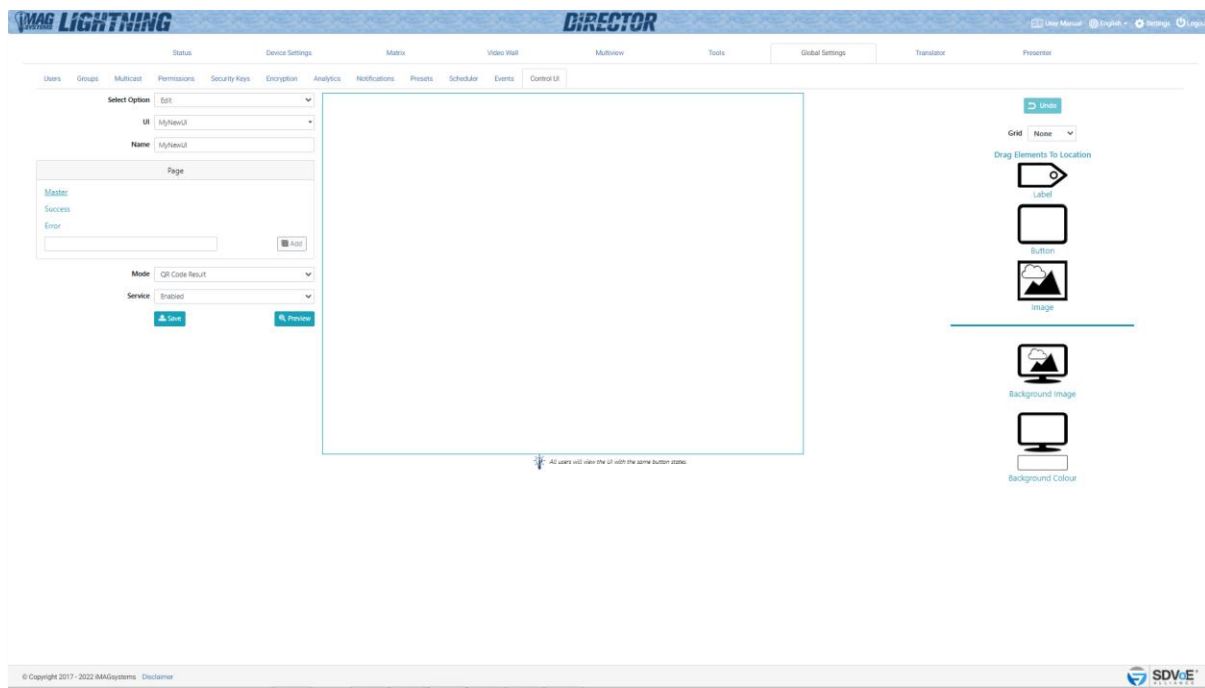 iMAG SYSTEMS LIGHTNING DIRECTOR User Manual English Settings Logout
Status Device Settings Matrix Video Wall Multiview Tools Global Settings Translator Presenter
Users Groups Multicast Permissions Security Keys Encryption Analytics Notifications Presets Scheduler Events Control UI
Select Option Edit
UI MyNewUI
Name MyNewUI
Page
Master
Success
Error
Add
Mode QR Code Result
Service Enabled
Save Preview
All users will view the UI with the same button states.
Undo
Grid None
Drag Elements To Location
Label
Button
Image
Background Image
Background Colour
© Copyright 2017 - 2022 iMAGsystems Disclaimer
SDVoE
ALLIANCE